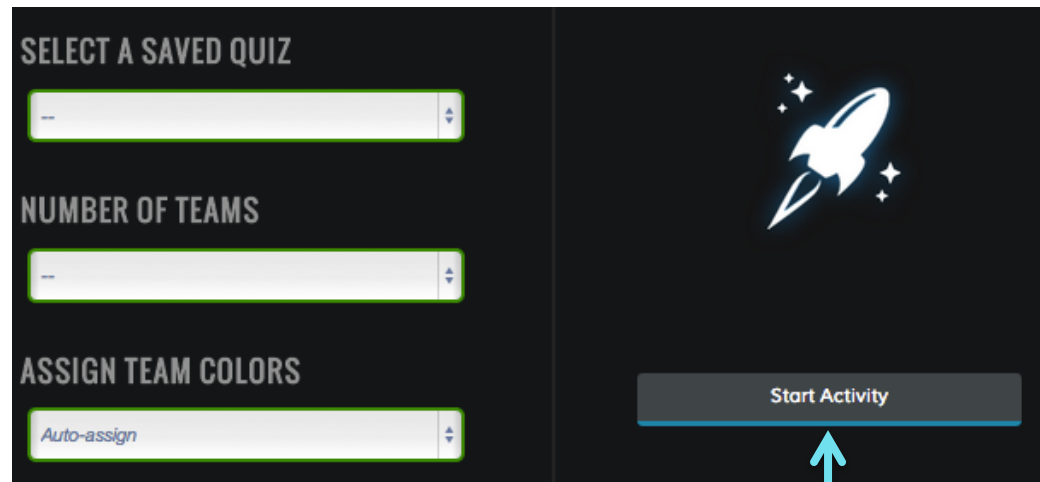 SELECT A SAVED QUIZ
--
NUMBER OF TEAMS
--
ASSIGN TEAM COLORS
Auto-assign
Start Activity